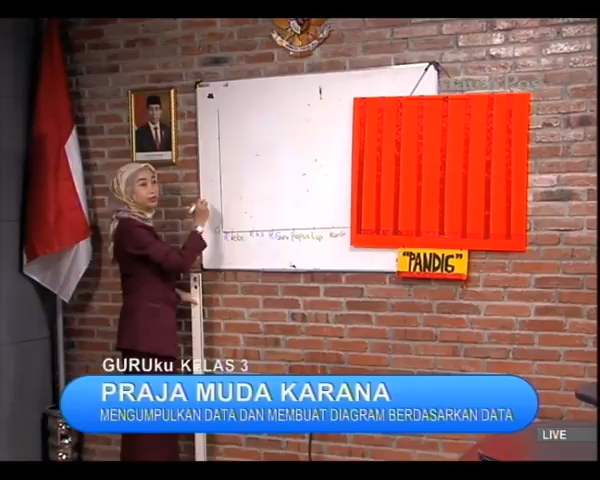 "PANDIG"
GURUku KELAS 3
PRAJA MUDA KARANA
MENGUMPULKAN DATA DAN MEMBUAT DIAGRAM BERDASARKAN DATA
LIVE